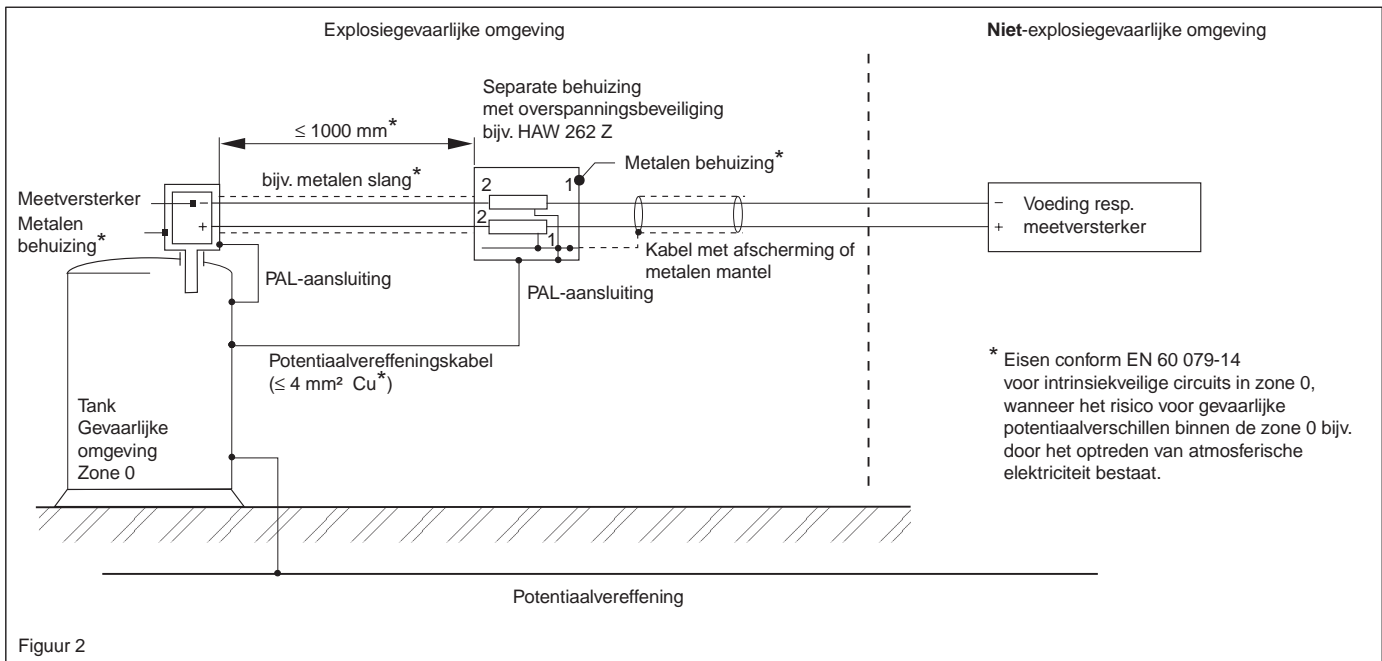 Explosiegevaarlijke omgeving
Niet-explosiegevaarlijke omgeving
Separate behuizing
met overspanningsbeveiliging
bijv. HAW 262 Z
≤ 1000 mm*
Metalen behuizing*
bijv. metalen slang*
2
1
Meetversterker
Metalen
behuizing*
–
+
2
1
–
+
Voeding resp.
meetversterker
Kabel met afscherming of
metalen mantel
PAL-aansluiting
PAL-aansluiting
Potentiaalvereffeningskabel
(≤ 4 mm² Cu*)
* Eisen conform EN 60 079-14
voor intrinsiekveilige circuits in zone 0,
wanneer het risico voor gevaarlijke
potentiaalverschillen binnen de zone 0 bijv.
door het optreden van atmosferische
elektriciteit bestaat.
Tank
Gevaarlijke
omgeving
Zone 0
Potentiaalvereffening
Figuur 2